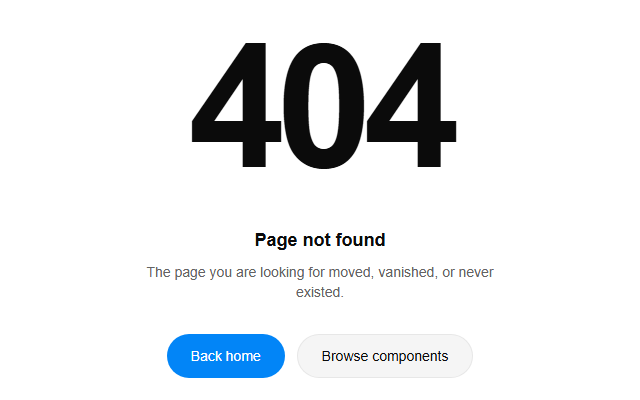 404
Page not found
The page you are looking for moved, vanished, or never
existed.
Back home
Browse components